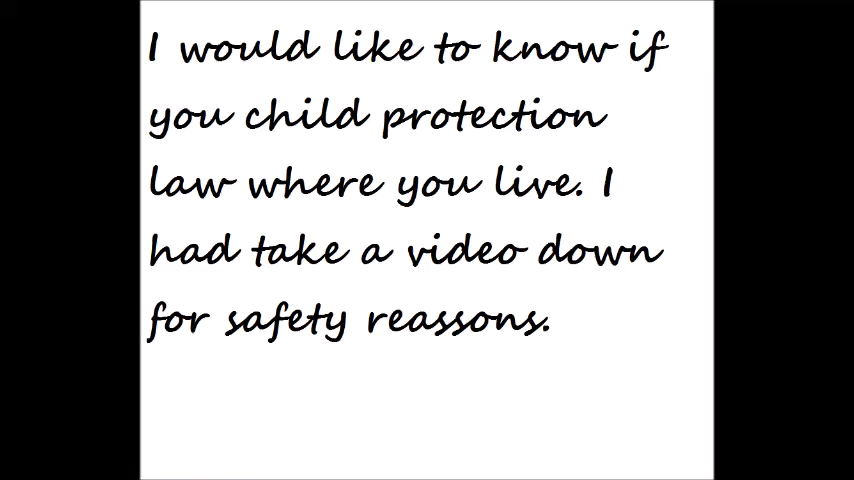 I would like to know if
you child protection
law where you live. I
had take a video down
for safety reassons.